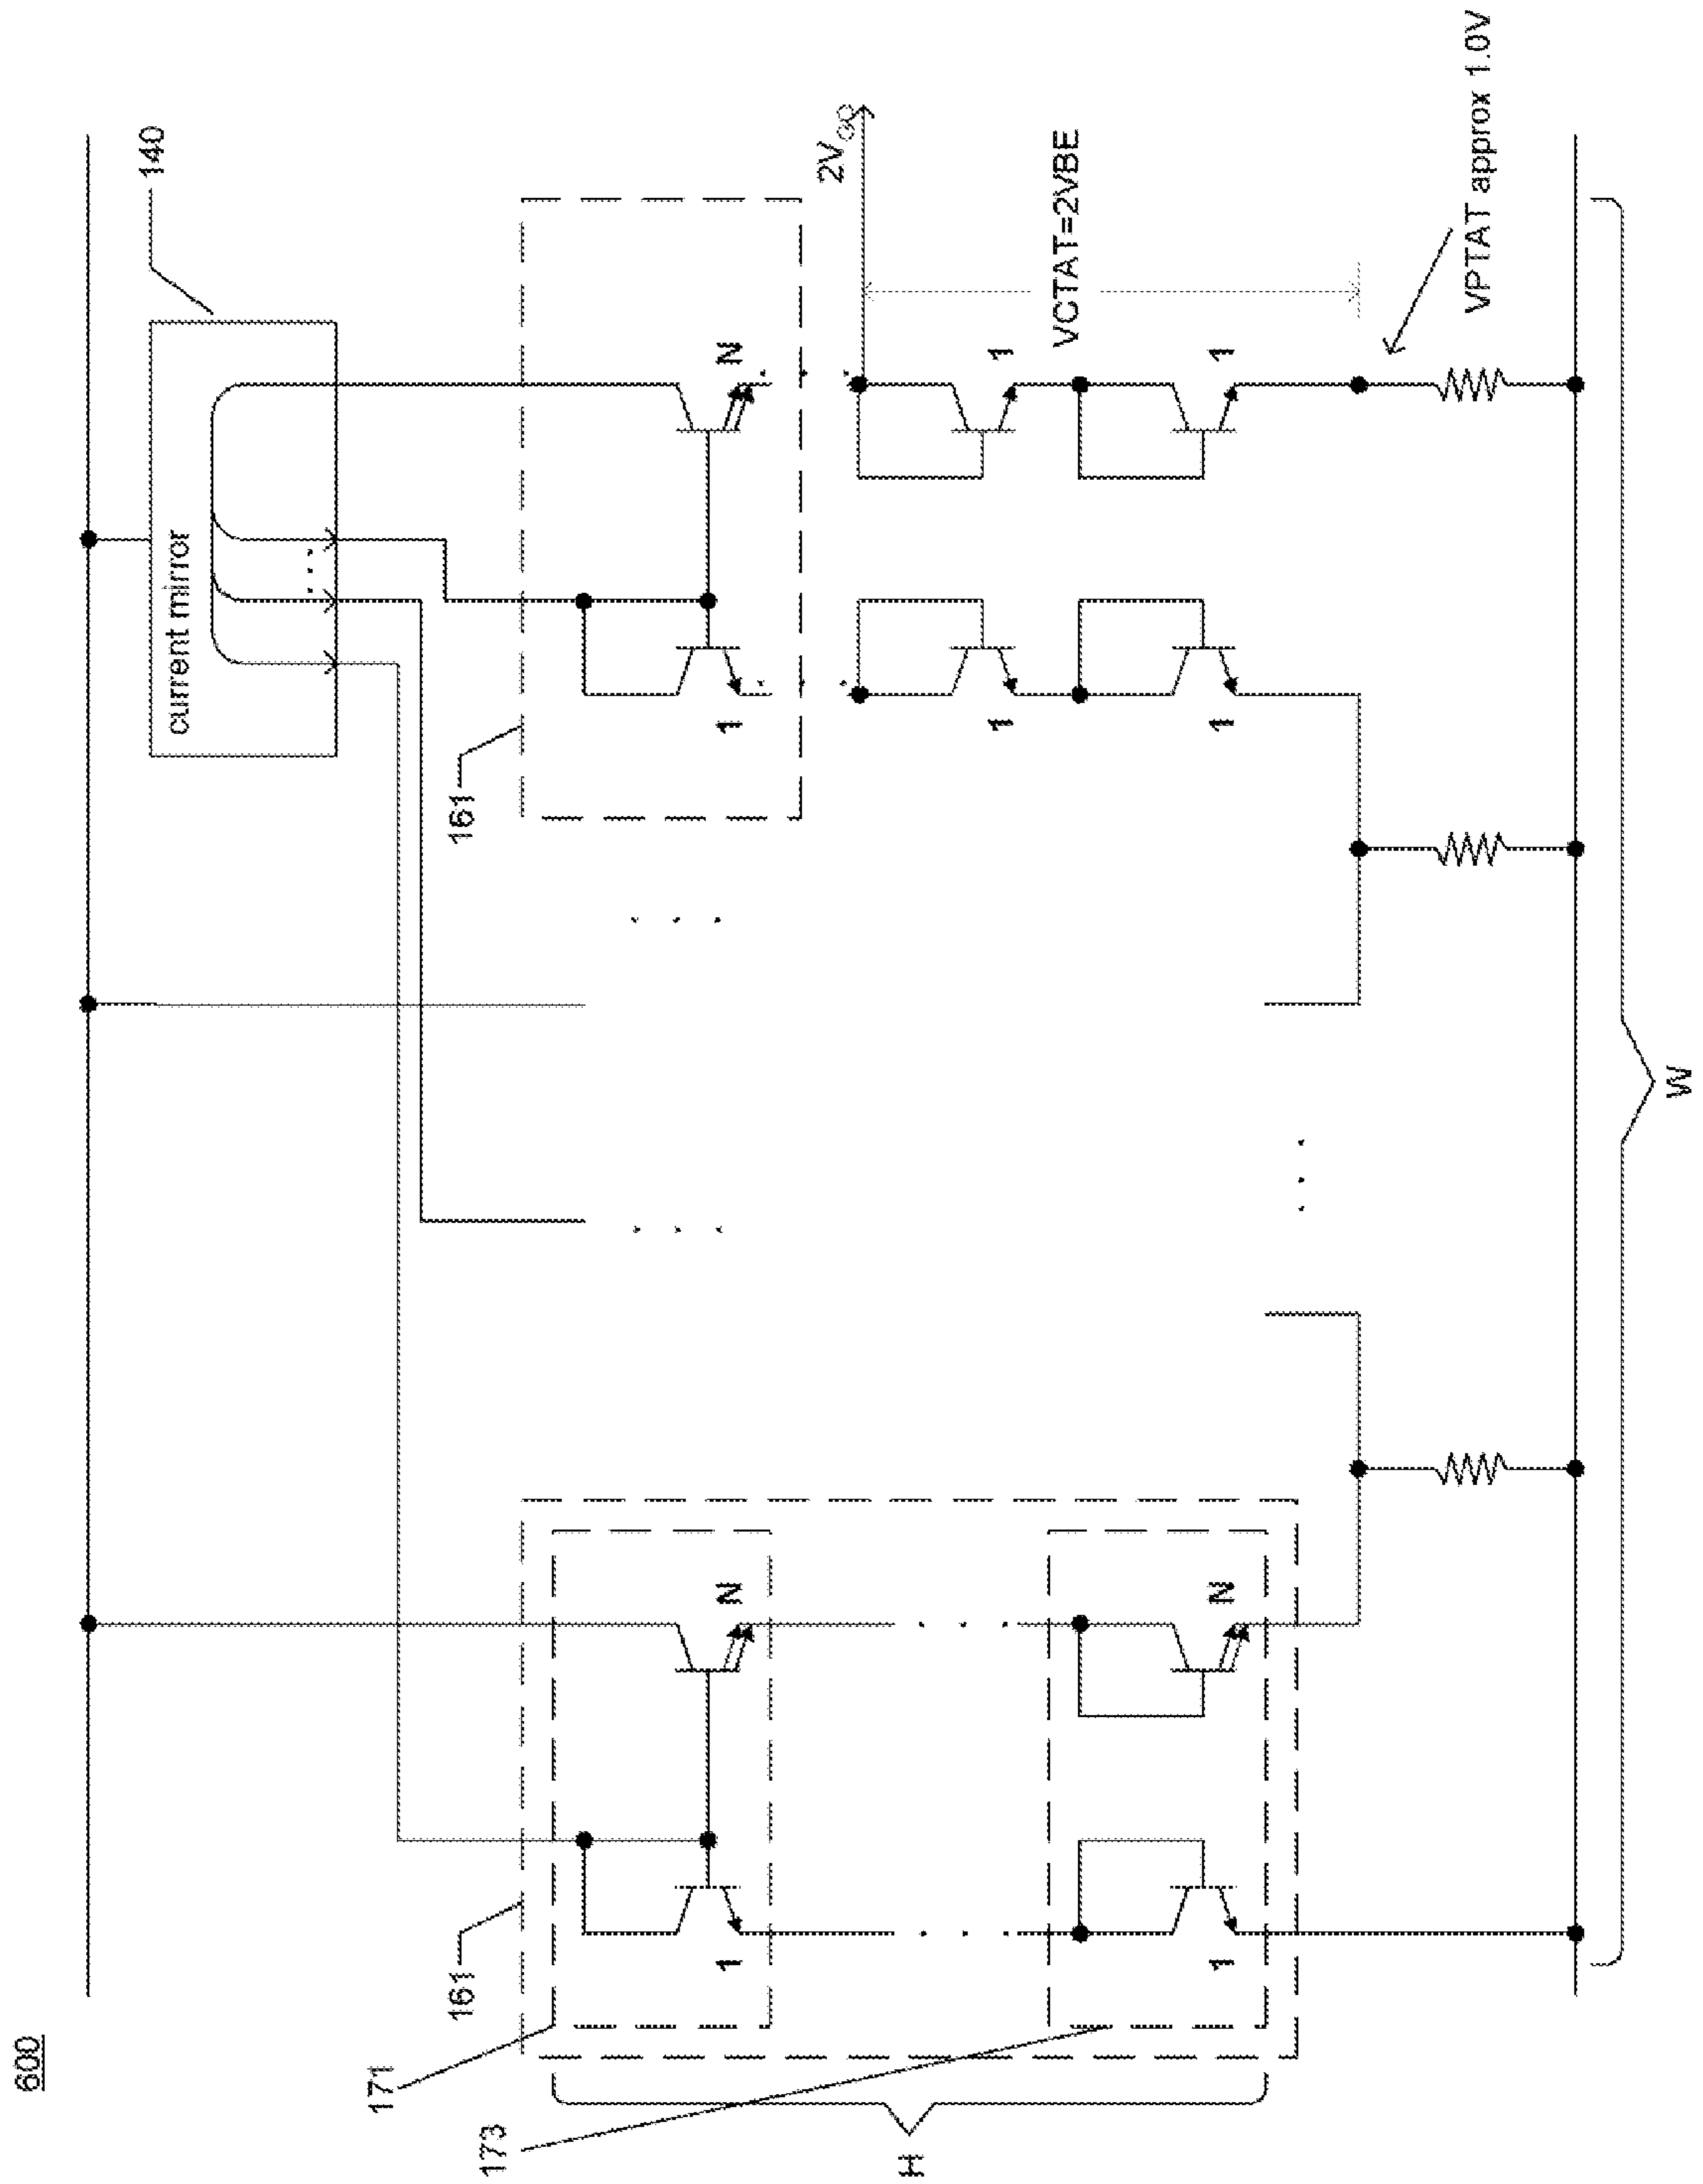 600
140
current mirror
171
161
161
173
1
N
1
N
2V_GO
H
1
1
VCTAT=2VBE
1
N
1
1
VPTAT approx 1.0V
W